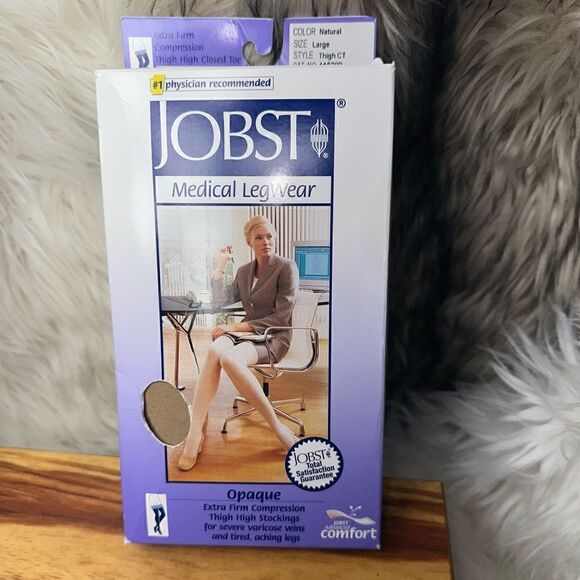 Extra Firm
Compression
Thigh High Closed Toe
COLOR Natural
SIZE Large
STYLE Thigh CT
#1 physician recommended
JOBST ®
Medical LegWear
JOBST
Total
Satisfaction
Guarantee
Opaque
Extra Firm Compression
Thigh High Stockings
for severe varicose veins
and tired, aching legs
JOBST
comfort